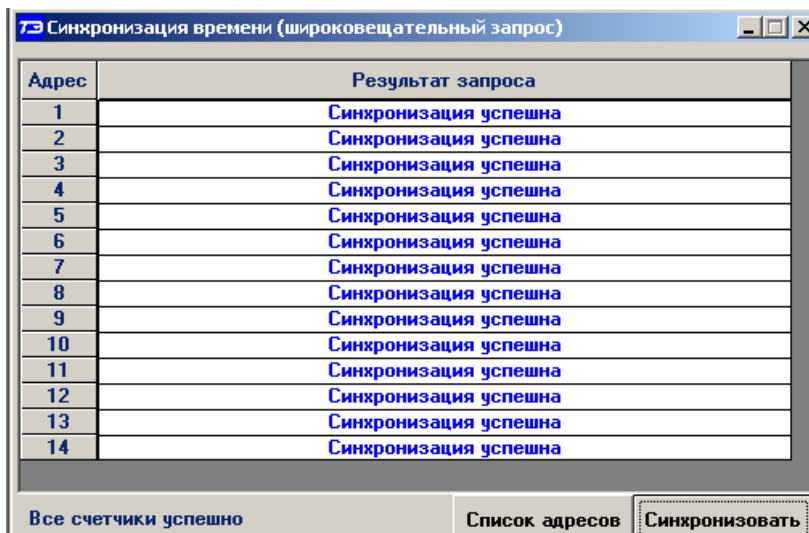 ТЭ Синхронизация времени (широковещательный запрос)
Адрес Результат запроса
1 Синхронизация успешна
2 Синхронизация успешна
3 Синхронизация успешна
4 Синхронизация успешна
5 Синхронизация успешна
6 Синхронизация успешна
7 Синхронизация успешна
8 Синхронизация успешна
9 Синхронизация успешна
10 Синхронизация успешна
11 Синхронизация успешна
12 Синхронизация успешна
13 Синхронизация успешна
14 Синхронизация успешна
Все счетчики успешно Список адресов Синхронизовать